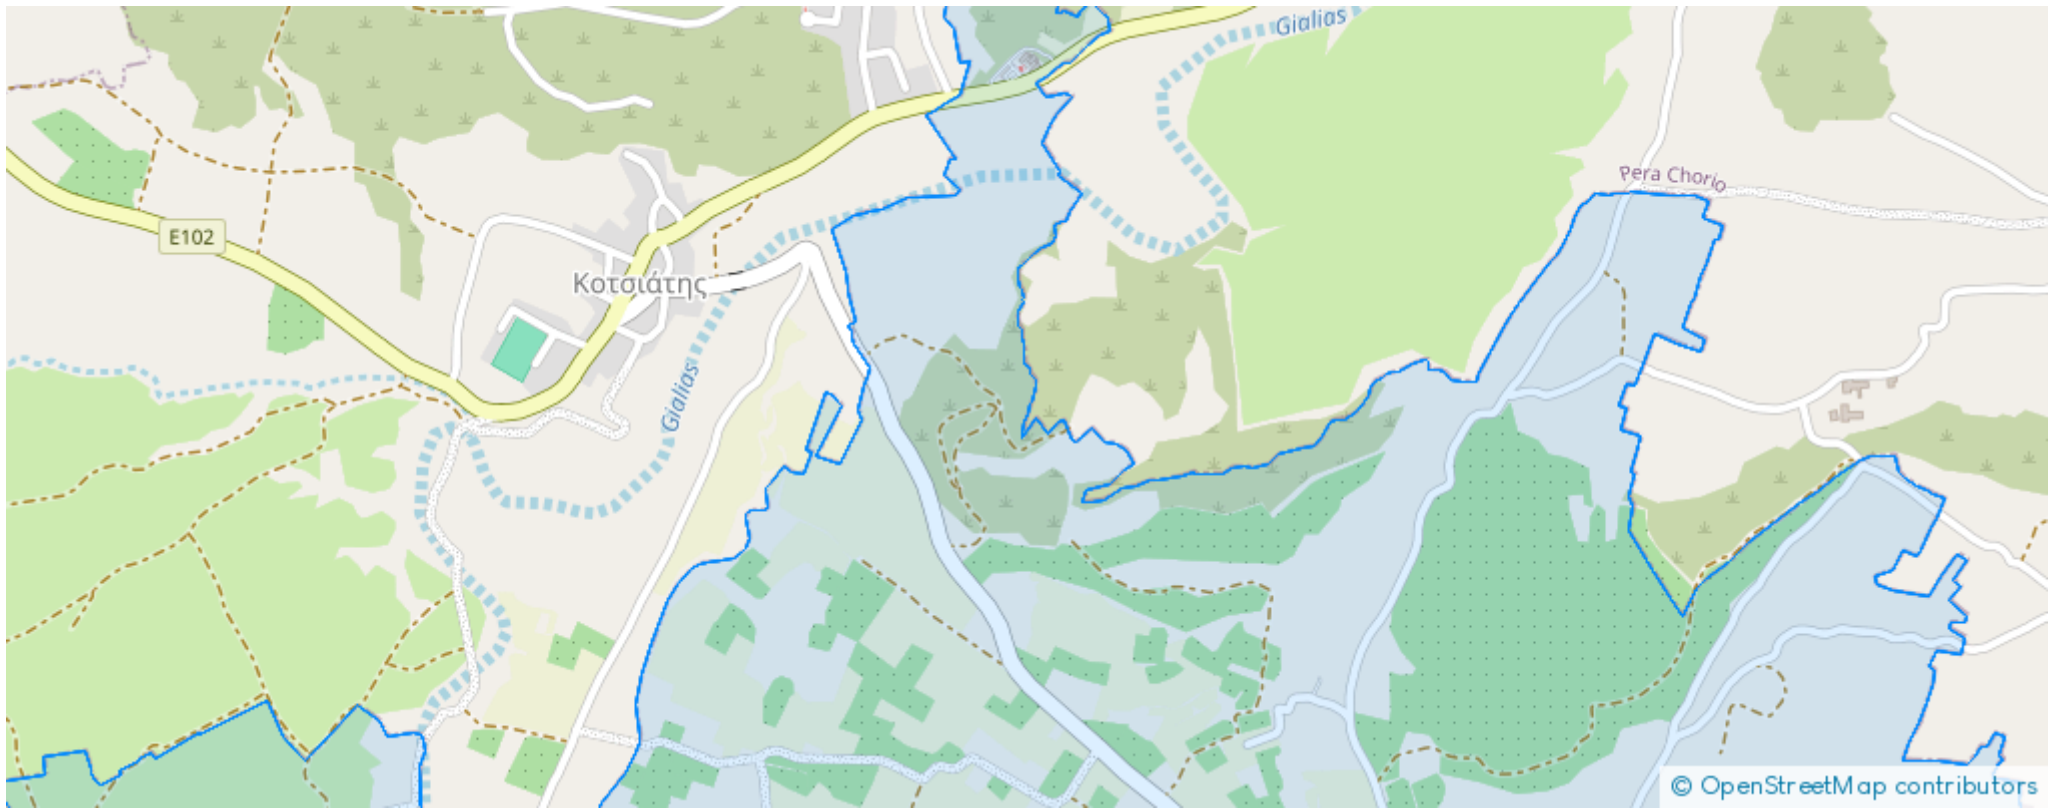 Gialias
Pera Chorio
E102
Κοτσιάτης
Gialias
© OpenStreetMap contributors